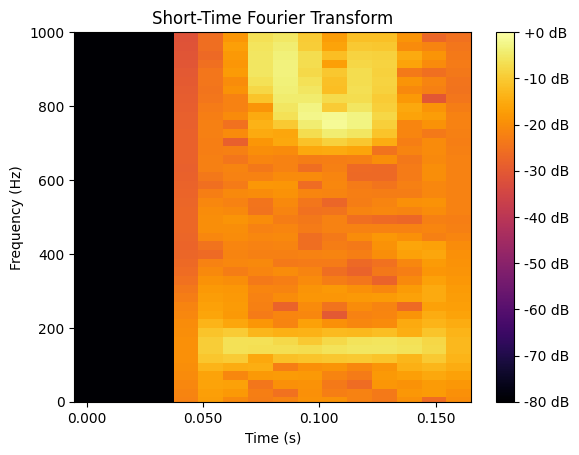 Short-Time Fourier Transform
1000
800
600
400
200
0
Frequency (Hz)
0.000
0.050
0.100
0.150
Time (s)
+0 dB
-10 dB
-20 dB
-30 dB
-40 dB
-50 dB
-60 dB
-70 dB
-80 dB